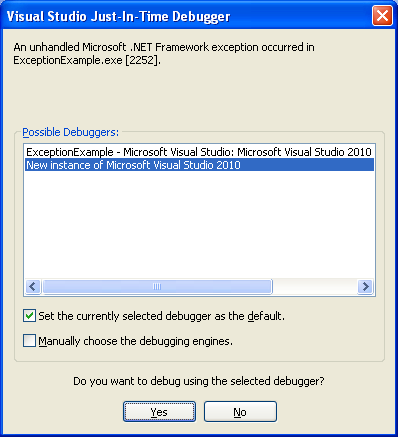 Visual Studio Just-In-Time Debugger
An unhandled Microsoft .NET Framework exception occurred in
ExceptionExample.exe [2252].
Possible Debuggers:
ExceptionExample - Microsoft Visual Studio: Microsoft Visual Studio 2010
New instance of Microsoft Visual Studio 2010
Set the currently selected debugger as the default.
Manually choose the debugging engines.
Do you want to debug using the selected debugger?
Yes
No